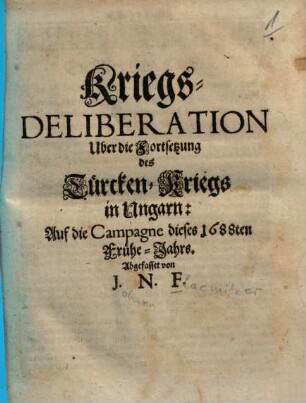 1
Kriegs-
DELIBERATION
Uber die Fortsetzung
des
Türcken-Kriegs
in Ungarn:
Auf die Campagne dieses 1688ten
Frühe-Jahrs.
Abgefasset von
J. N. F.